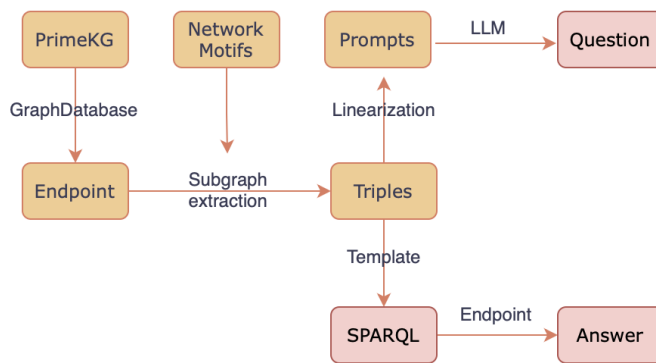 PrimeKG
Network
Motifs
Prompts
LLM
Question
GraphDatabase
Linearization
Endpoint
Subgraph
extraction
Triples
Template
SPARQL
Endpoint
Answer